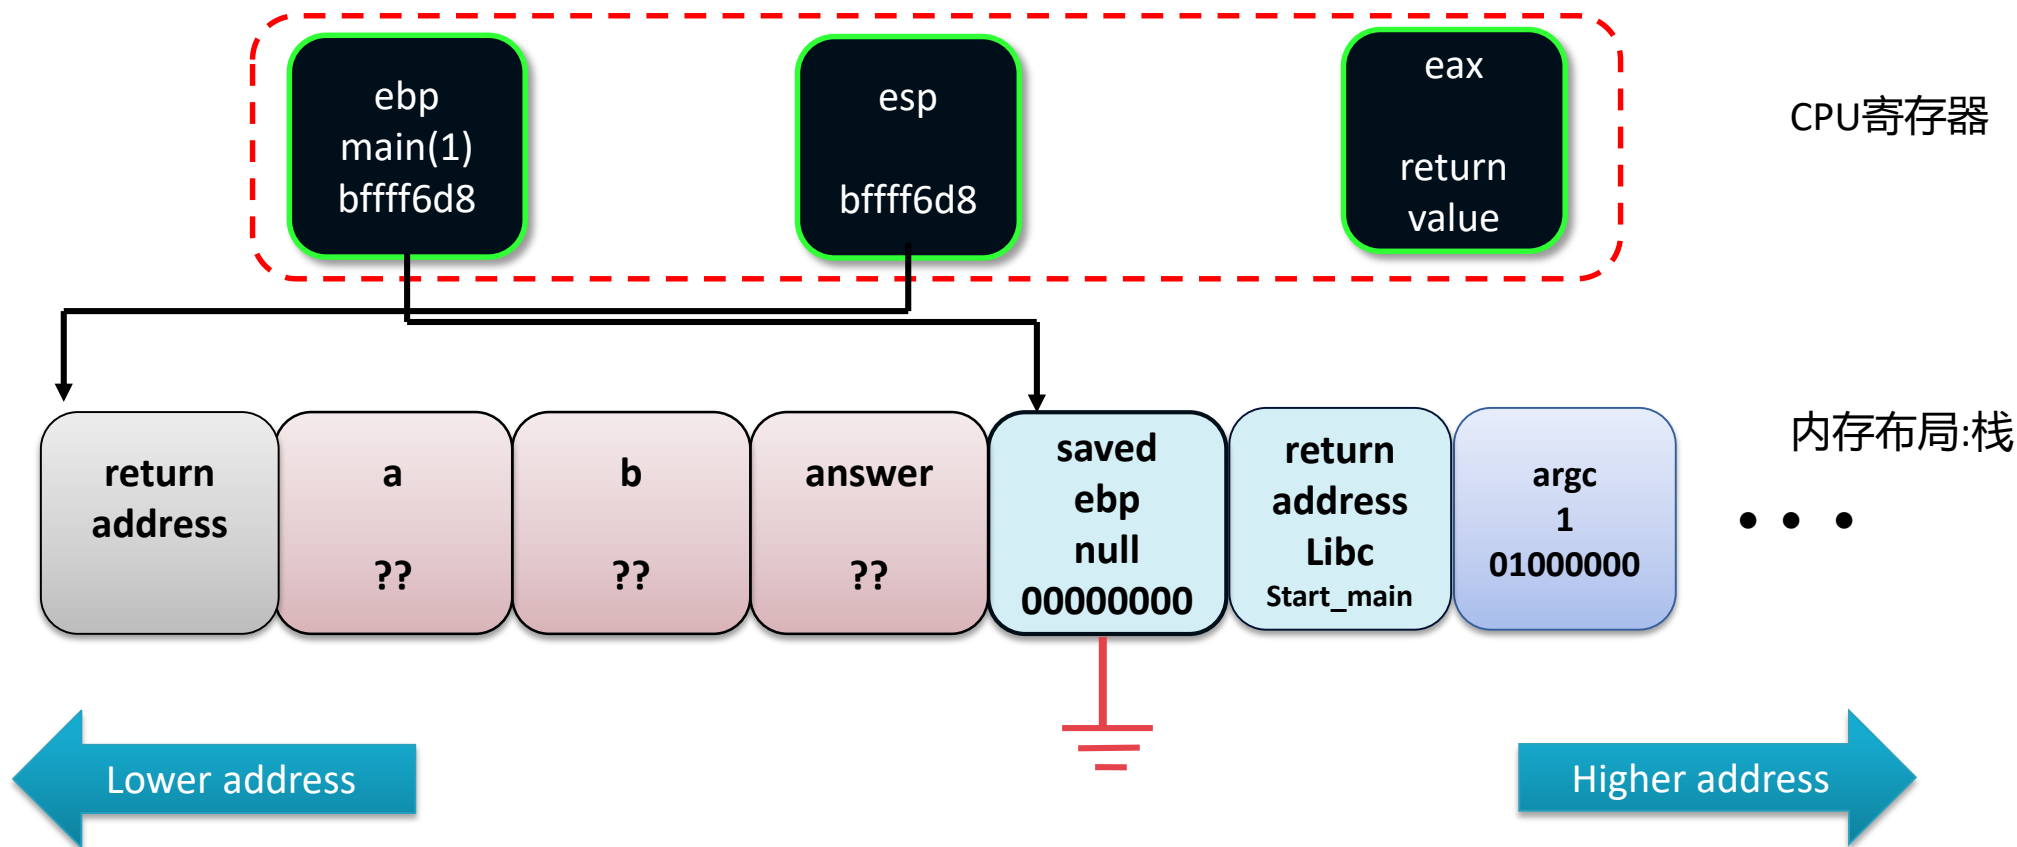 ebp
main(1)
bffff6d8
esp
bffff6d8
eax
return
value
CPU寄存器
return
address
a
??
b
??
answer
??
saved
ebp
null
00000000
return
address
Libc
Start_main
argc
1
01000000
• • •
内存布局:栈
Lower address
Higher address